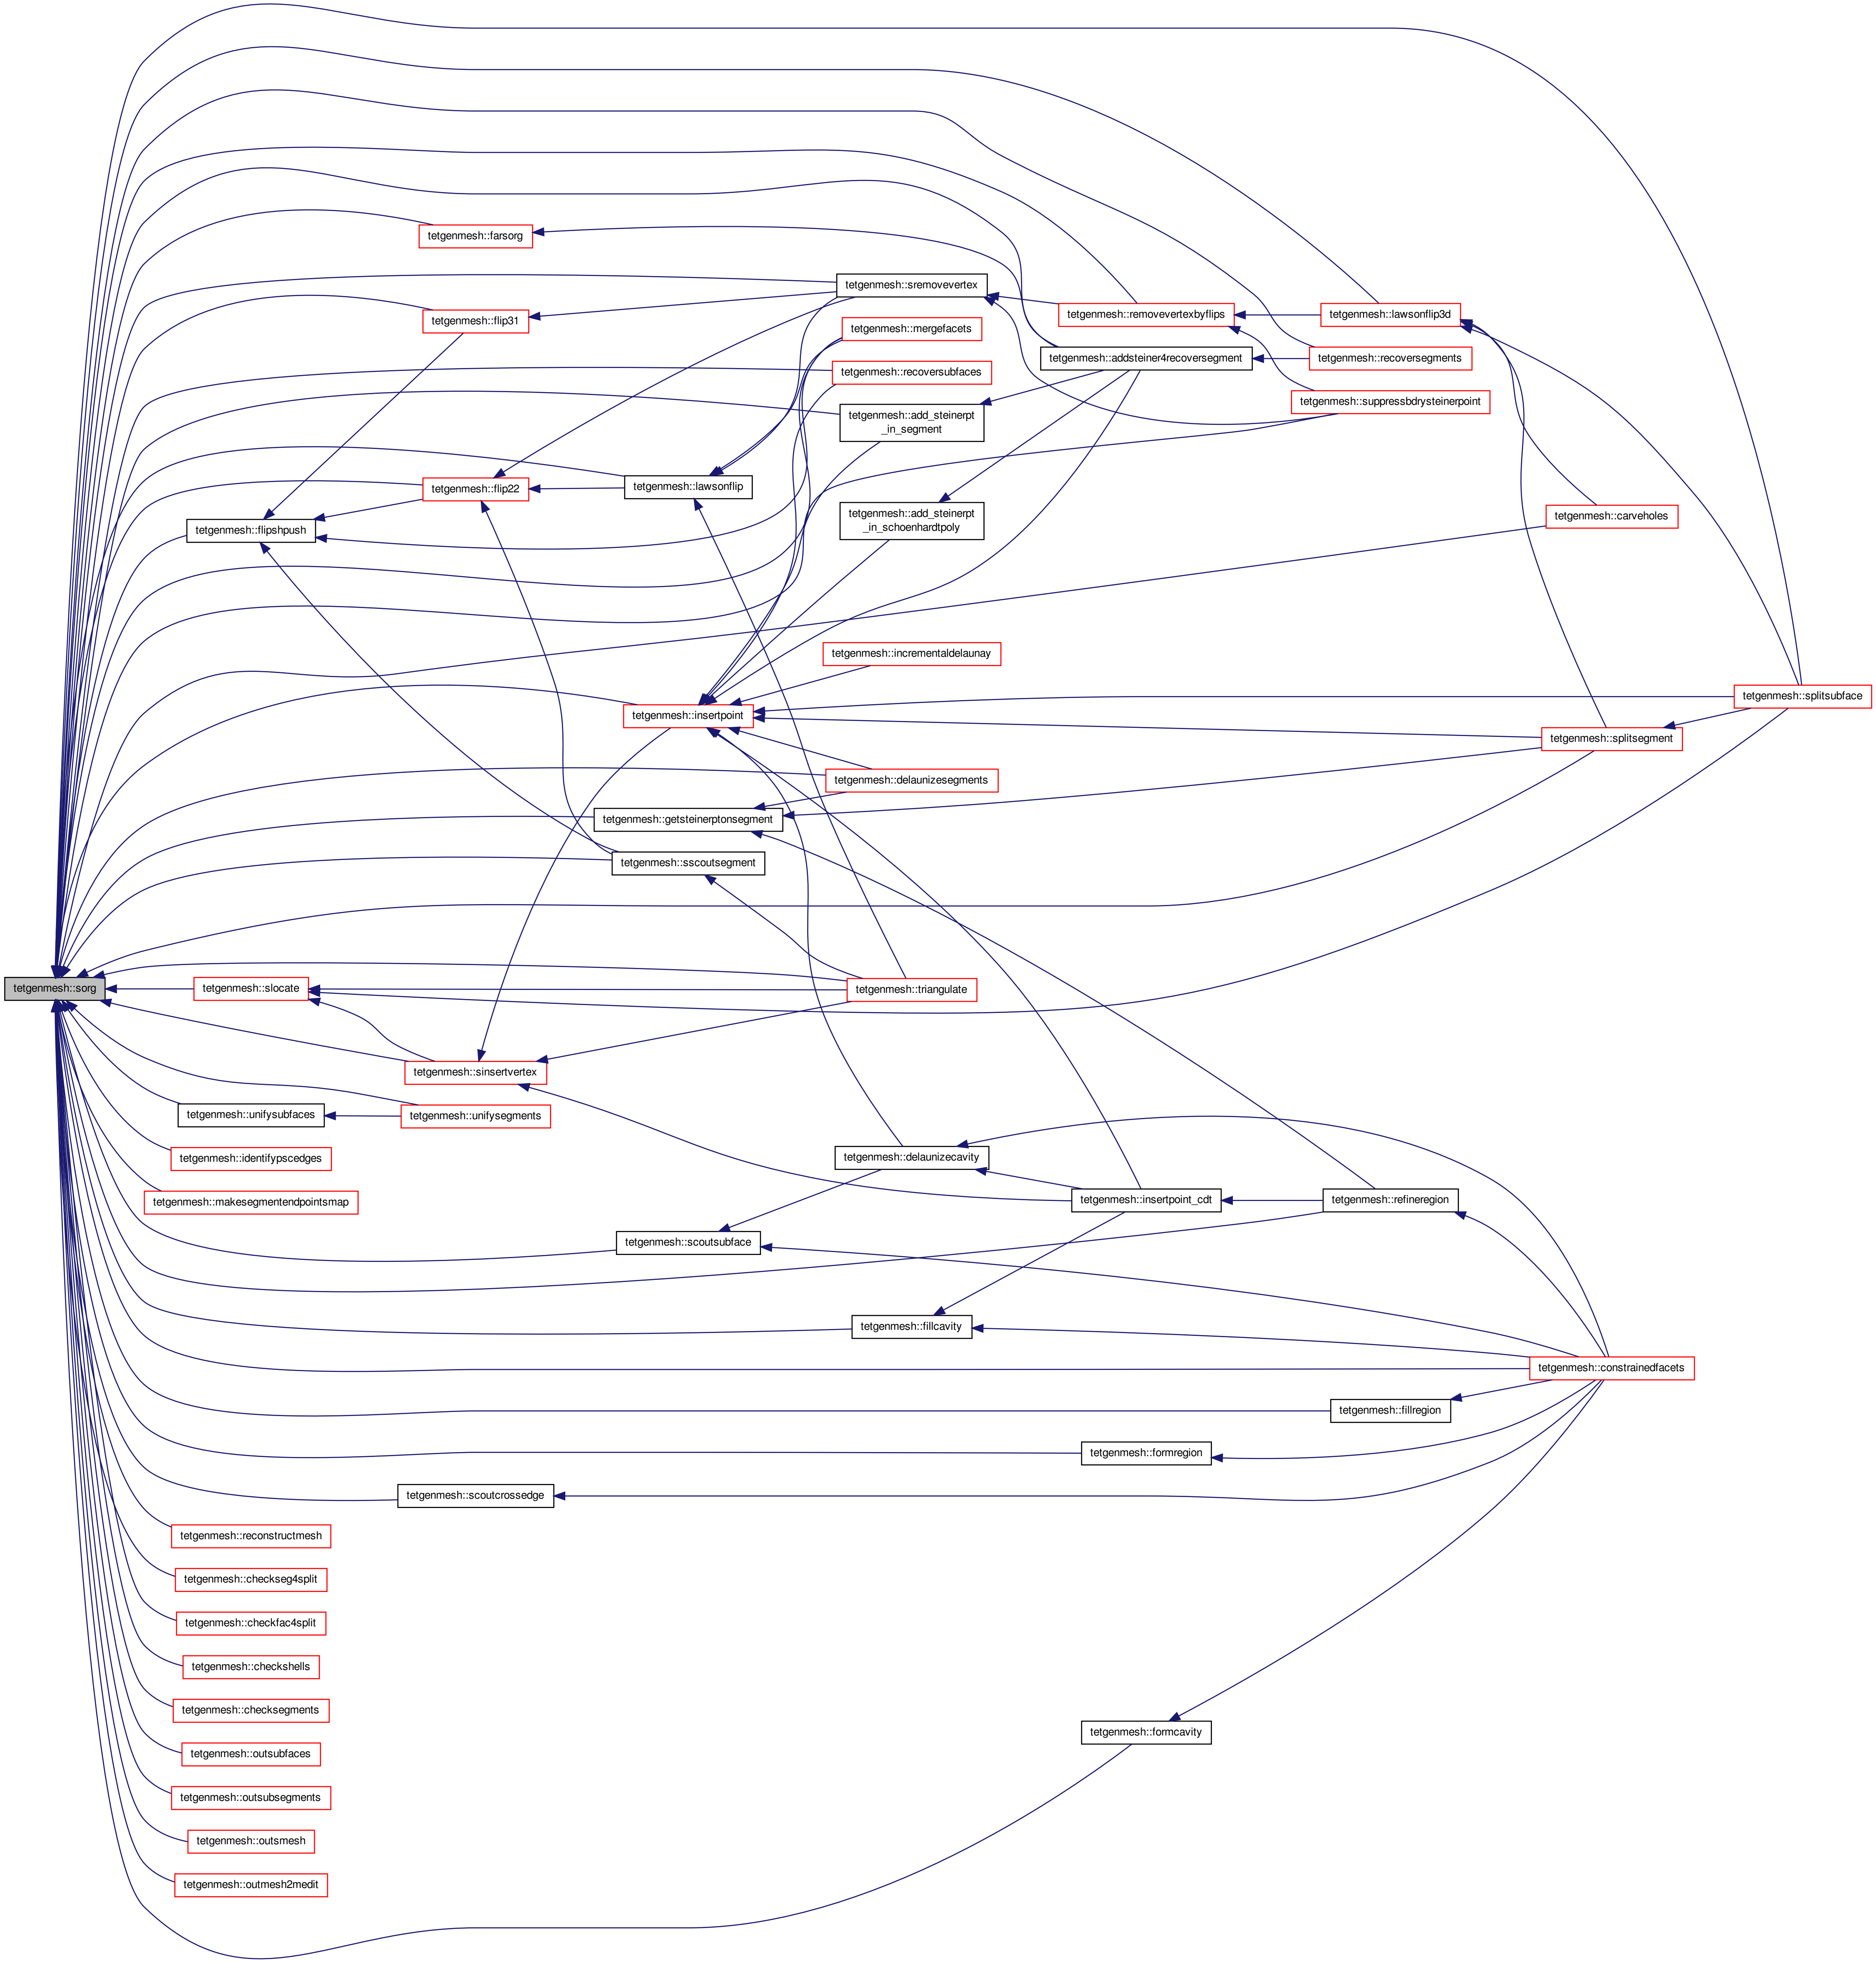 tetgenmesh::farsorg
tetgenmesh::sremovevertex
tetgenmesh::flip31
tetgenmesh::mergefacets
tetgenmesh::removevertexbyflips
tetgenmesh::lawsonflip3d
tetgenmesh::recoversubfaces
tetgenmesh::addsteiner4recoversegment
tetgenmesh::recoversegments
tetgenmesh::add_steinerpt
_in_segment
tetgenmesh::suppressbdrysteinerpoint
tetgenmesh::flip22
tetgenmesh::lawsonflip
tetgenmesh::flipshpush
tetgenmesh::add_steinerpt
_in_schoenhardtpoly
tetgenmesh::carveholes
tetgenmesh::incrementaldelaunay
tetgenmesh::insertpoint
tetgenmesh::splitsubface
tetgenmesh::splitsegment
tetgenmesh::delaunizesegments
tetgenmesh::getsteinerptonsegment
tetgenmesh::sscoutsegment
tetgenmesh::sorg
tetgenmesh::slocate
tetgenmesh::triangulate
tetgenmesh::sinsertvertex
tetgenmesh::unifysubfaces
tetgenmesh::unifysegments
tetgenmesh::identifypscedges
tetgenmesh::delaunizecavity
tetgenmesh::makesegmentendpointsmap
tetgenmesh::insertpoint_cdt
tetgenmesh::refineregion
tetgenmesh::scoutsubface
tetgenmesh::fillcavity
tetgenmesh::constrainedfacets
tetgenmesh::fillregion
tetgenmesh::formregion
tetgenmesh::scoutcrossedge
tetgenmesh::reconstructmesh
tetgenmesh::checkseg4split
tetgenmesh::checkfac4split
tetgenmesh::checkshells
tetgenmesh::checksegments
tetgenmesh::formcavity
tetgenmesh::outsubfaces
tetgenmesh::outsubsegments
tetgenmesh::outsmesh
tetgenmesh::outmesh2medit